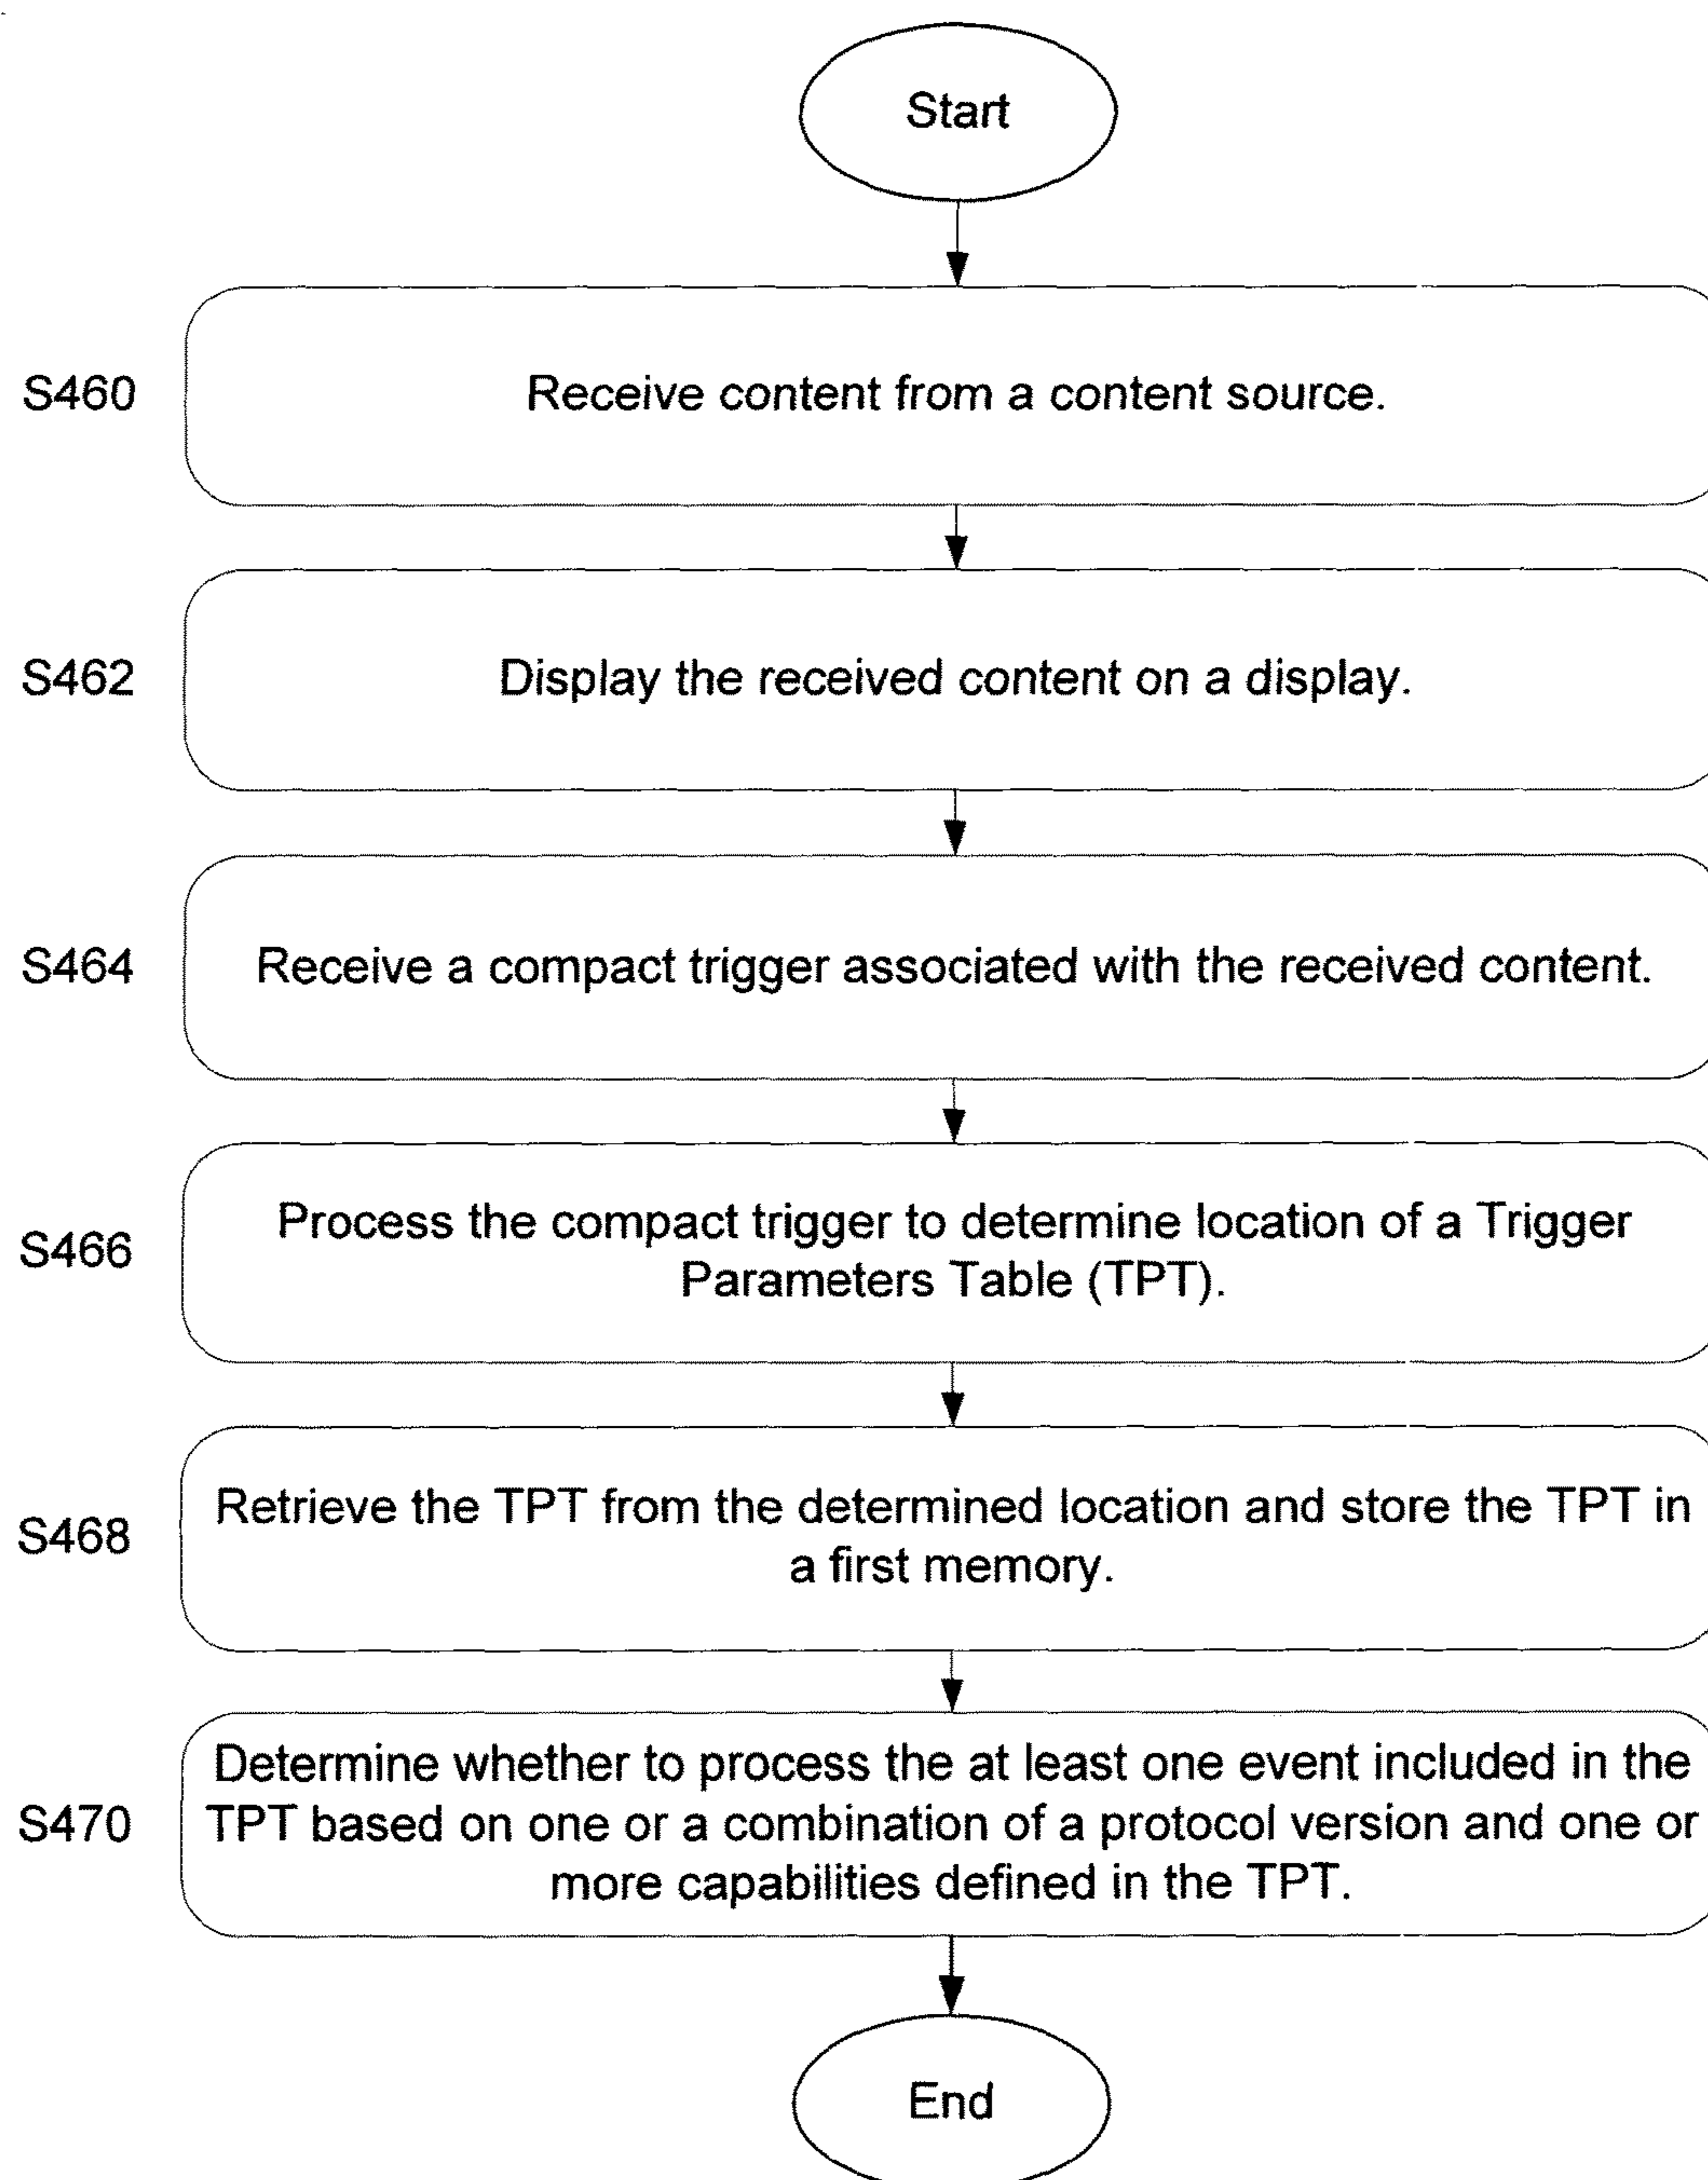 Start
S460
Receive content from a content source.
S462
Display the received content on a display.
S464
Receive a compact trigger associated with the received content.
S466
Process the compact trigger to determine location of a Trigger
Parameters Table (TPT).
S468
Retrieve the TPT from the determined location and store the TPT in
a first memory.
S470
Determine whether to process the at least one event included in the
TPT based on one or a combination of a protocol version and one or
more capabilities defined in the TPT.
End